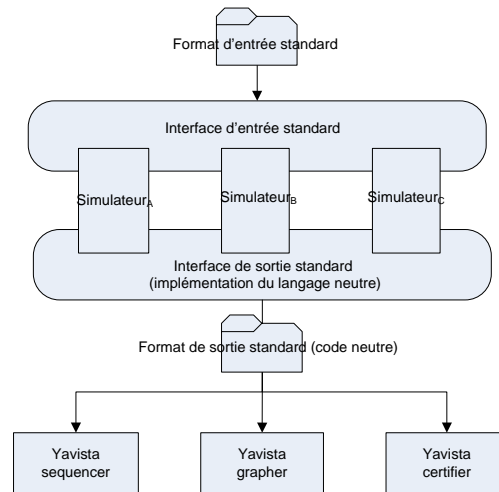 Format d'entrée standard
Interface d'entrée standard
SimulateurA
SimulateurB
SimulateurC
Interface de sortie standard
(implémentation du langage neutre)
Format de sortie standard (code neutre)
Yavista
sequencer
Yavista
grapher
Yavista
certifier